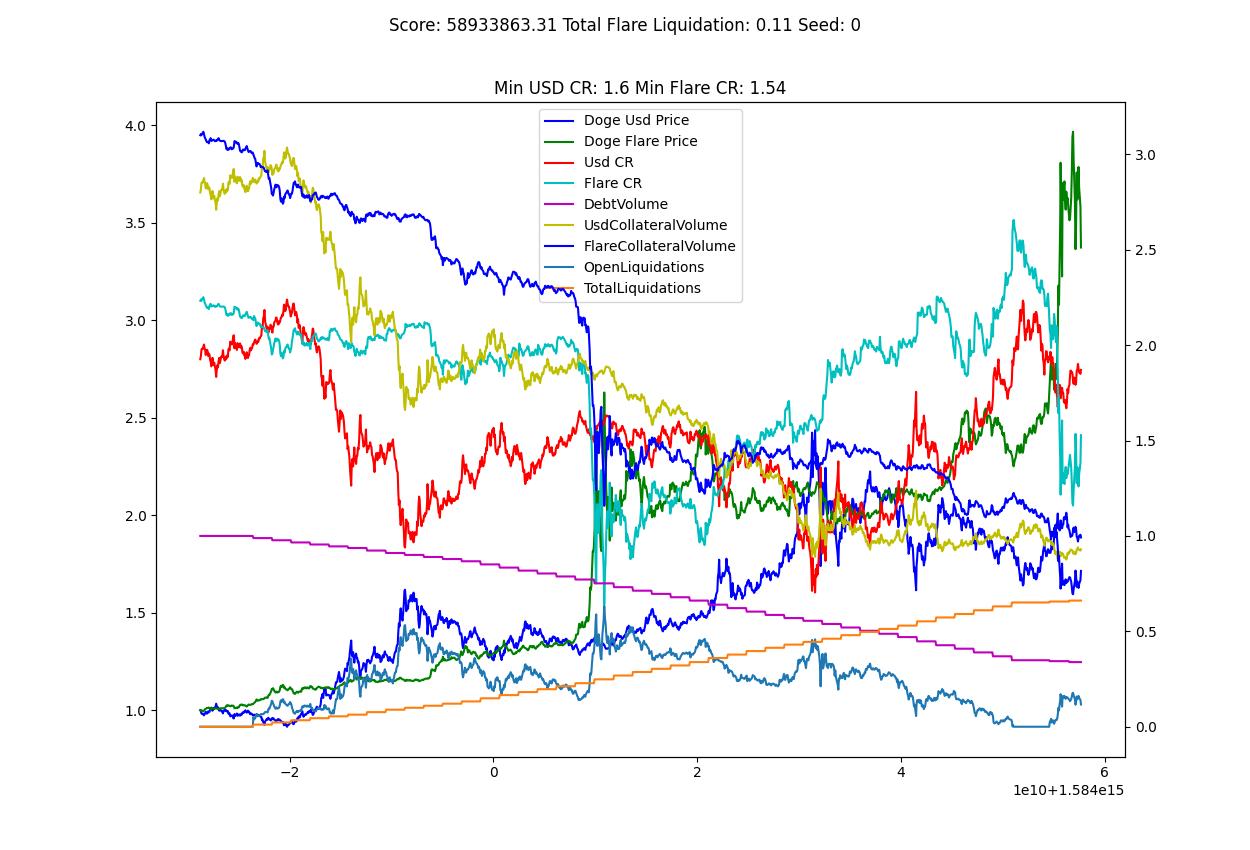 Score: 58933863.31 Total Flare Liquidation: 0.11 Seed: 0
Min USD CR: 1.6 Min Flare CR: 1.54
Doge Usd Price
Doge Flare Price
Usd CR
Flare CR
DebtVolume
UsdCollateralVolume
FlareCollateralVolume
OpenLiquidations
TotalLiquidations
4.0
3.5
3.0
2.5
2.0
1.5
1.0
3.0
2.5
2.0
1.5
1.0
0.5
0.0
−2
0
2
4
6
1e10+1.584e15